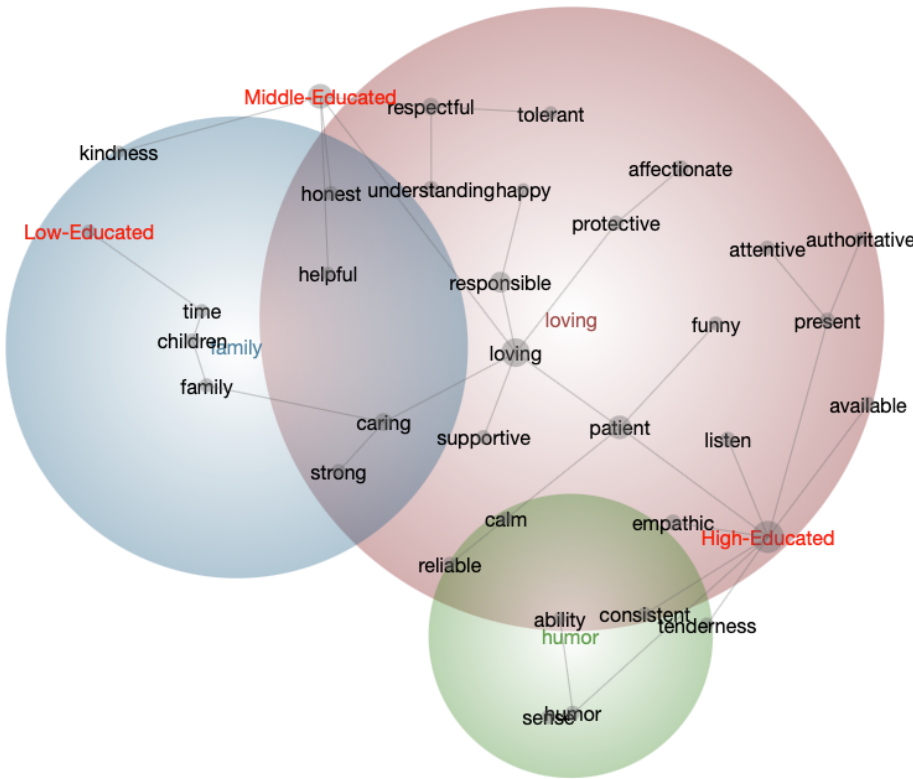 Middle-Educated
respectful
tolerant
kindness
affectionate
honest
understanding
happy
protective
Low-Educated
authoritative
attentive
helpful
responsible
time
loving
funny
present
children
family
loving
family
available
caring
patient
supportive
listen
strong
calm
empathic
High-Educated
reliable
consistent
ability
tenderness
humor
sense
humor